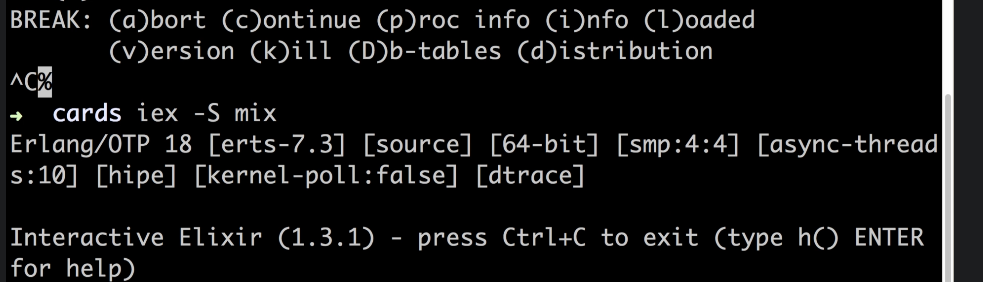 BREAK: (a)bort (c)ontinue (p)roc info (i)nfo (l)oaded
(v)ersion (k)ill (D)b-tables (d)istribution
^C%
→ cards iex -S mix
Erlang/OTP 18 [erts-7.3] [source] [64-bit] [smp:4:4] [async-thread
s:10] [hipe] [kernel-poll:false] [dtrace]
Interactive Elixir (1.3.1) - press Ctrl+C to exit (type h() ENTER
for help)